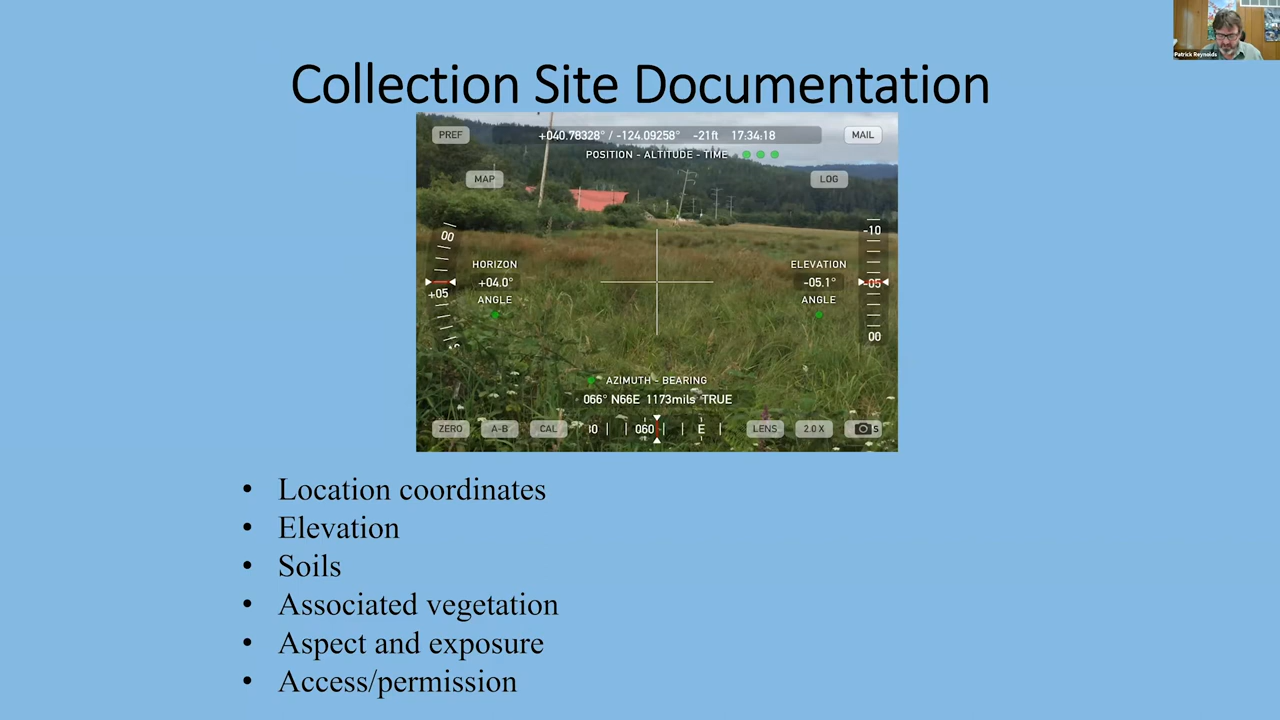 Patrick Reynolds
Collection Site Documentation
PREF
+040.78328° / -124.09258° -21ft 17:34:18
MAIL
POSITION - ALTITUDE - TIME
MAP
LOG
00
-10
HORIZON
ELEVATION
+04.0°
-05.1°
-05
+05
ANGLE
ANGLE
00
AZIMUTH - BEARING
066° N66E 1173mils TRUE
ZERO
A-B
CAL
060
E
LENS
2.0 X
S
• Location coordinates
• Elevation
• Soils
• Associated vegetation
• Aspect and exposure
• Access/permission